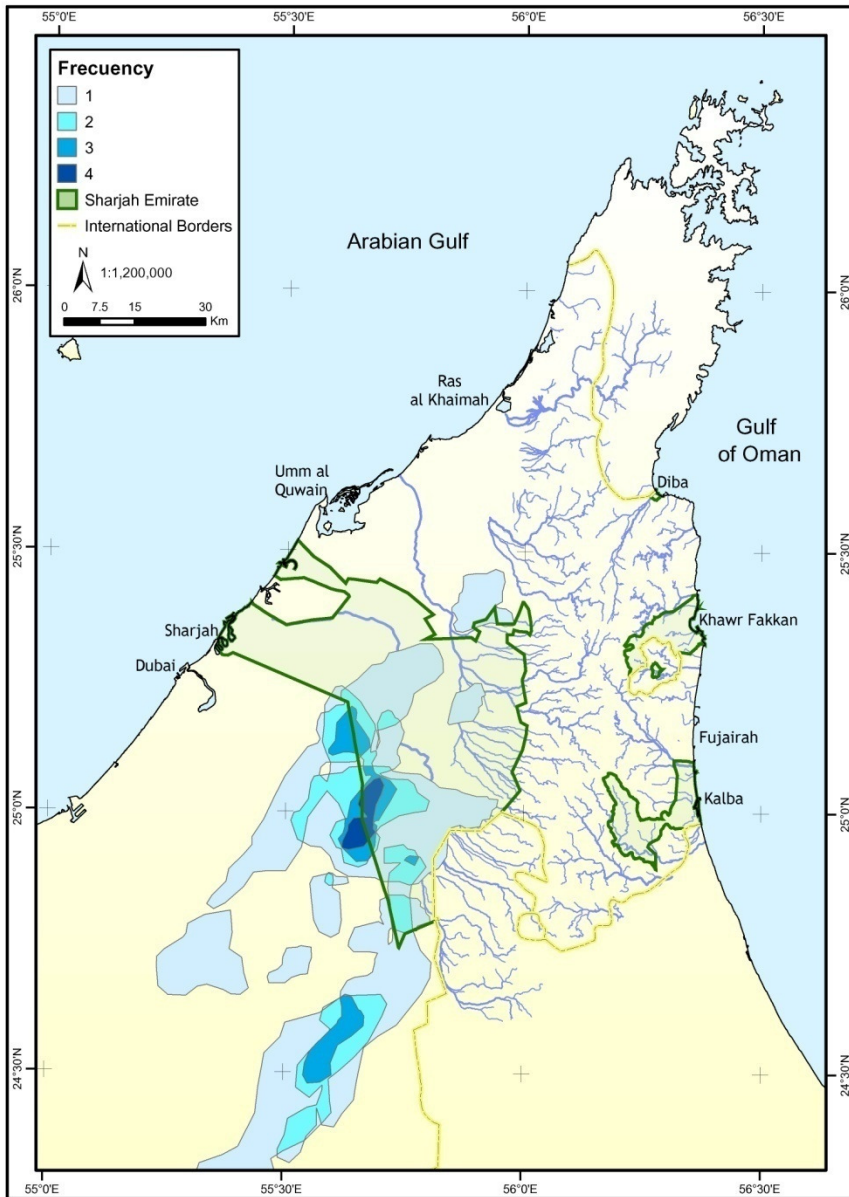 55°0'E 55°30'E 56°0'E 56°30'E
Frecuency
1
2
3
4
Sharjah Emirate
International Borders
N
1:1,200,000
0 7.5 15 30
Km
Arabian Gulf
26°0'N 26°0'N
Ras
al Khaimah
Gulf
of Oman
Umm al
Quwain
Diba
25°30'N 25°30'N
Khawr Fakkan
Sharjah
Dubai
Fujairah
Kalba
25°0'N 25°0'N
24°30'N 24°30'N
55°0'E 55°30'E 56°0'E 56°30'E